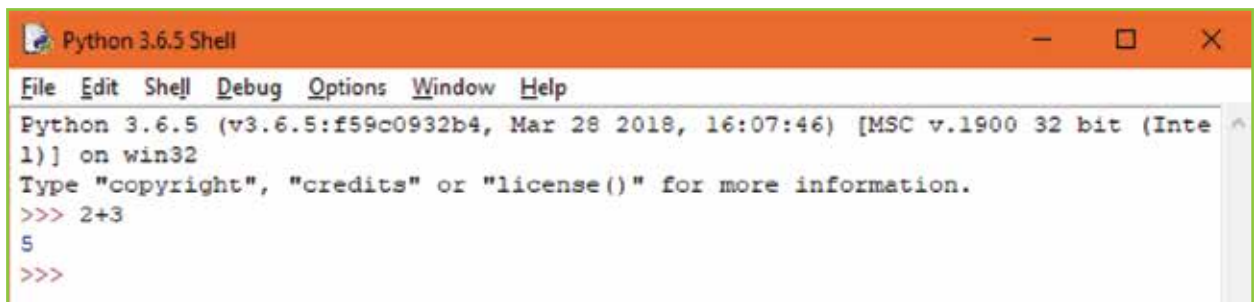 Python 3.6.5 Shell
File Edit Shell Debug Options Window Help
Python 3.6.5 (v3.6.5:f59c0932b4, Mar 28 2018, 16:07:46) [MSC v.1900 32 bit (Inte
l)] on win32
Type "copyright", "credits" or "license()" for more information.
>>> 2+3
5
>>>